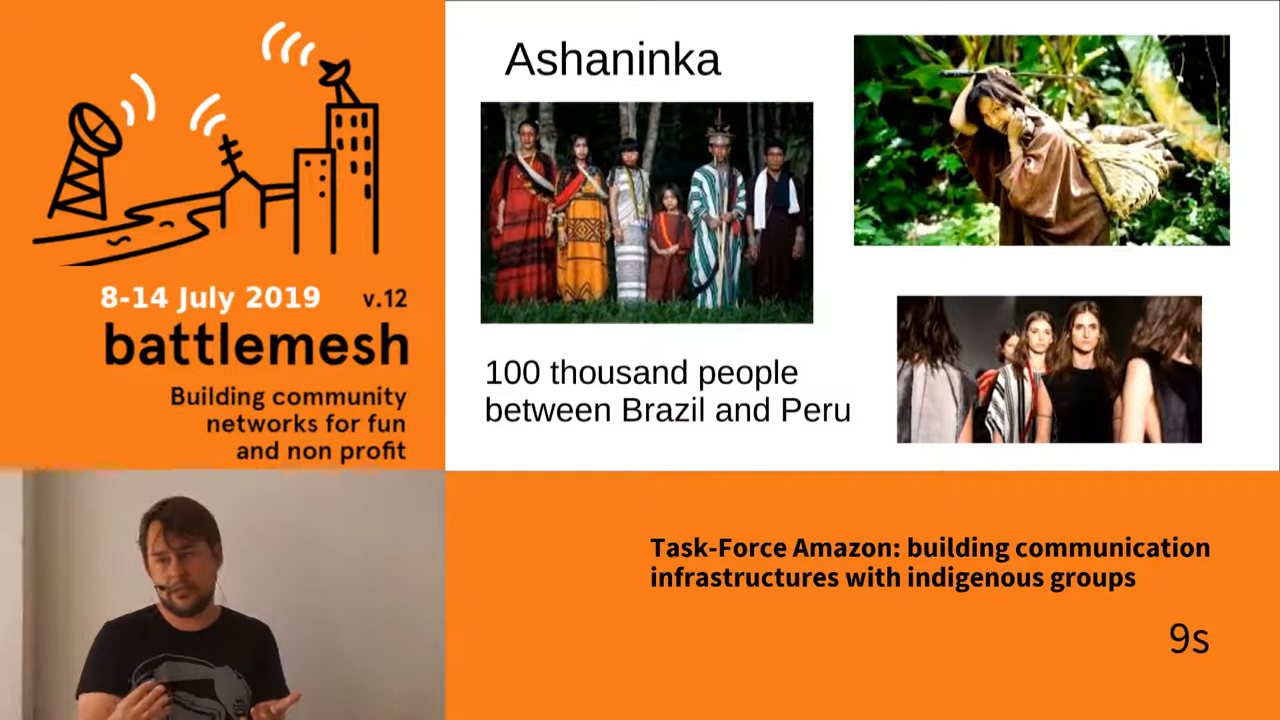 8-14 July 2019
v.12
battlemesh
Building community
networks for fun
and non profit
Ashaninka
100 thousand people
between Brazil and Peru
Task-Force Amazon: building communication
infrastructures with indigenous groups
9s